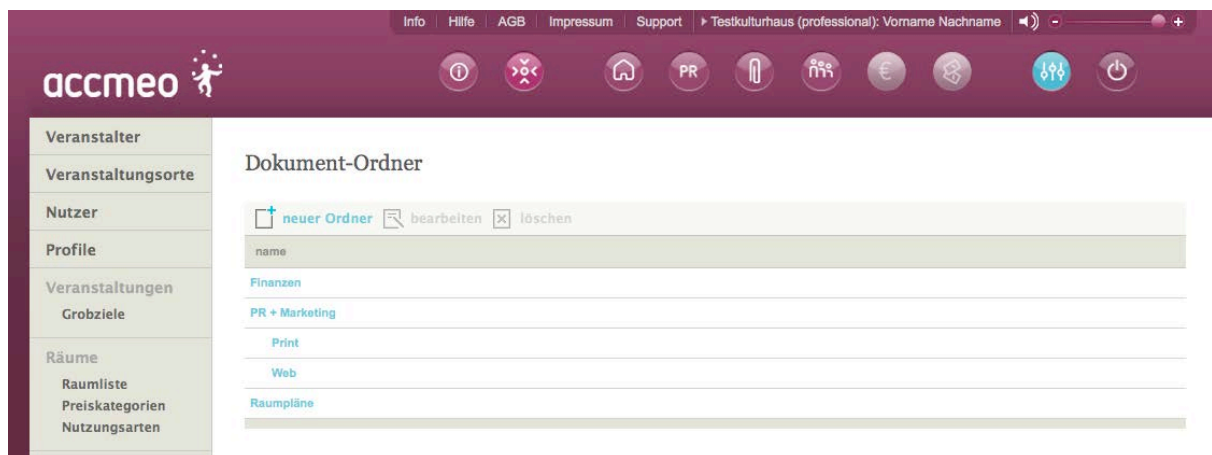 Info Hilfe AGB Impressum Support Testkulturhaus (professional): Vorname Nachname
accmeo
PR
€
Veranstalter
Veranstaltungsorte
Nutzer
Profile
Veranstaltungen
Grobziele
Räume
Raumliste
Preiskategorien
Nutzungsarten
Dokument-Ordner
neuer Ordner bearbeiten löschen
name
Finanzen
PR + Marketing
Print
Web
Raumpläne